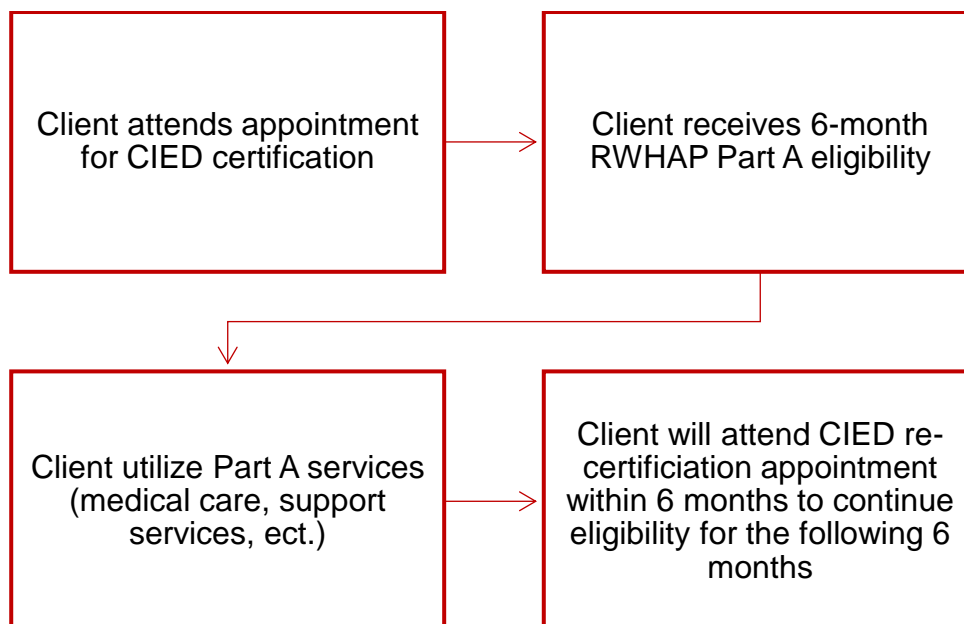 Client attends appointment
for CIED certification
Client receives 6-month
RWHAP Part A eligibility
Client utilize Part A services
(medical care, support
services, ect.)
Client will attend CIED re-
certificiation appointment
within 6 months to continue
eligibility for the following 6
months